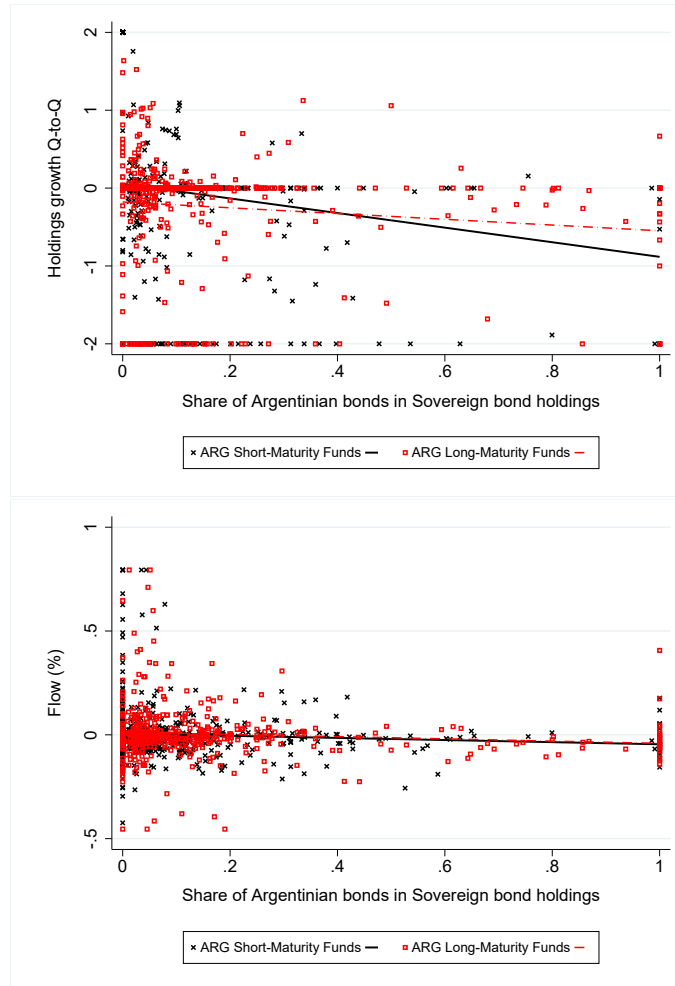 Holdings growth Q-to-Q
2
1
0
-1
-2
0
.2
.4
.6
.8
1
Share of Argentinian bonds in Sovereign bond holdings
ARG Short-Maturity Funds
ARG Long-Maturity Funds
Flow (%)
1
.5
0
-.5
0
.2
.4
.6
.8
1
Share of Argentinian bonds in Sovereign bond holdings
ARG Short-Maturity Funds
ARG Long-Maturity Funds